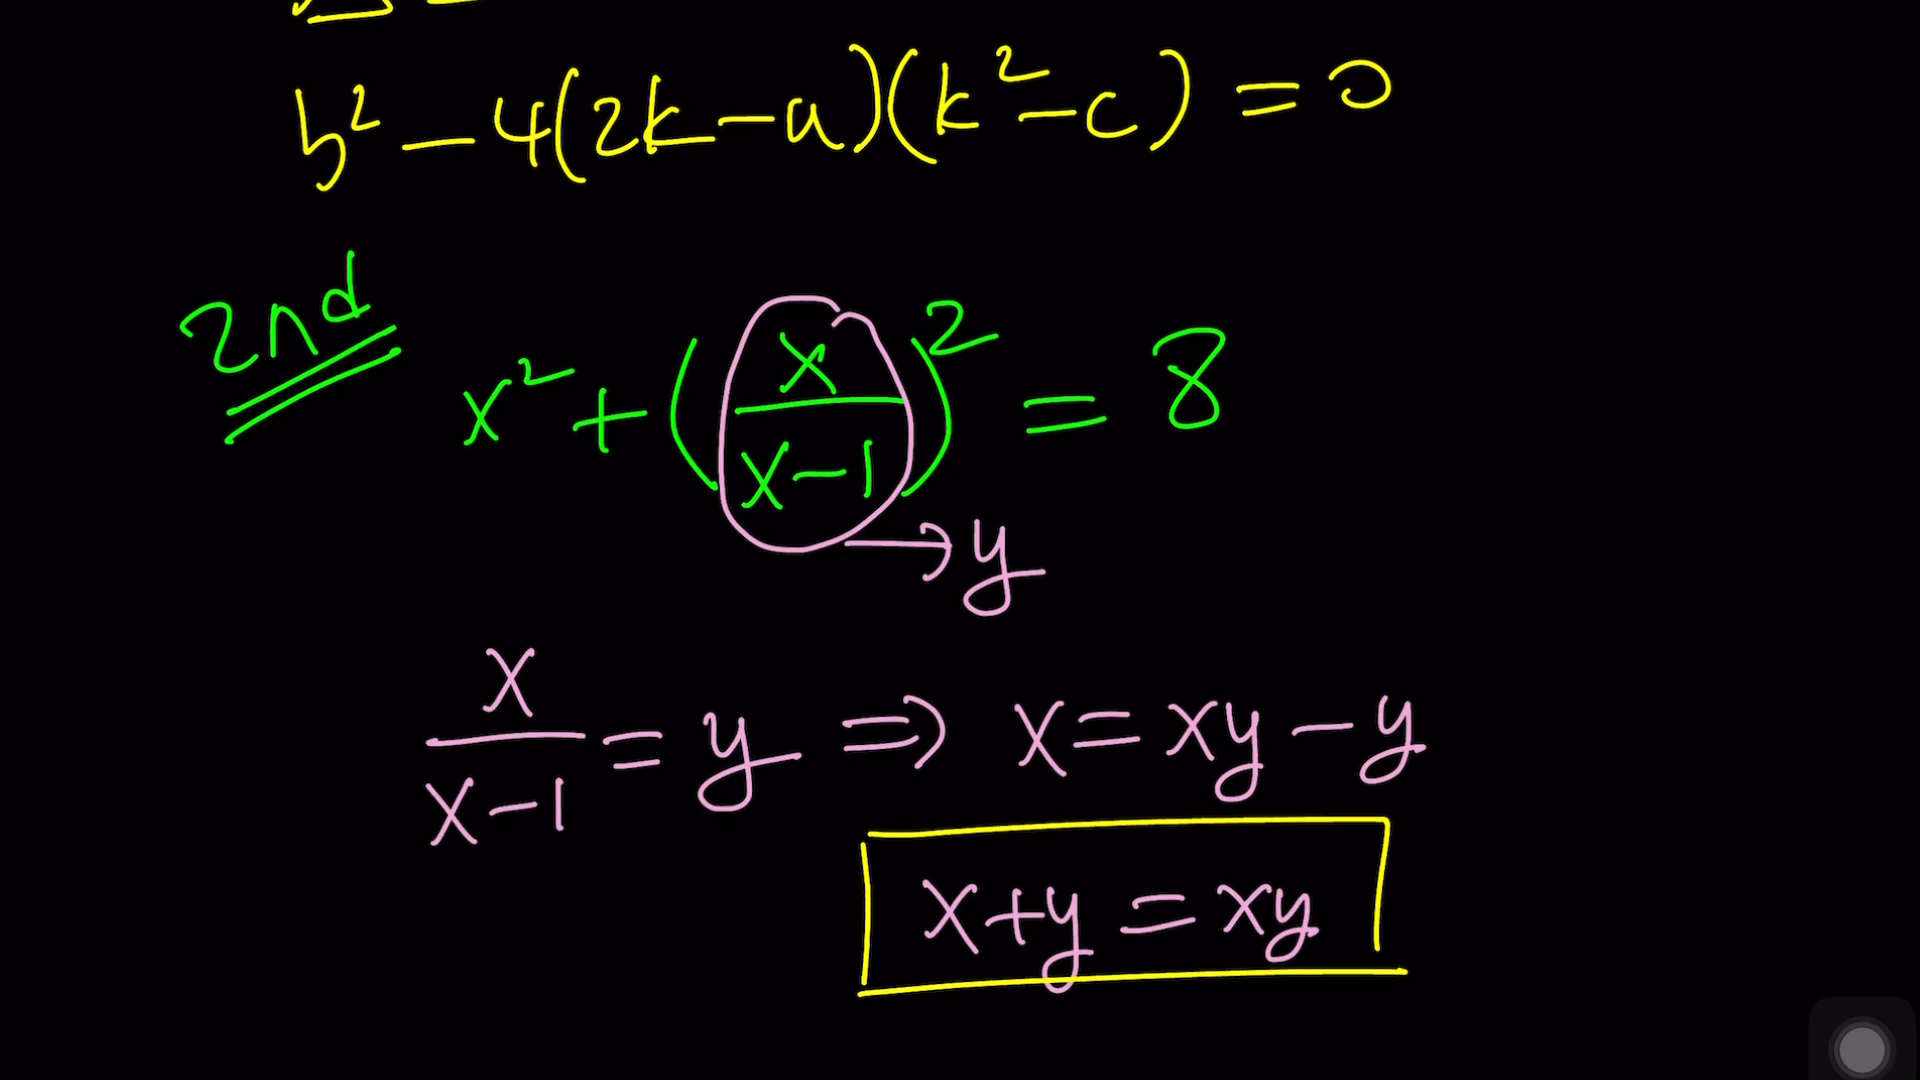 b² - 4(2k-a)(k²-c) = 0
2nd
x² + (x/(x-1))² = 8
→ y
x/(x-1) = y ⇒ x = xy - y
x+y = xy